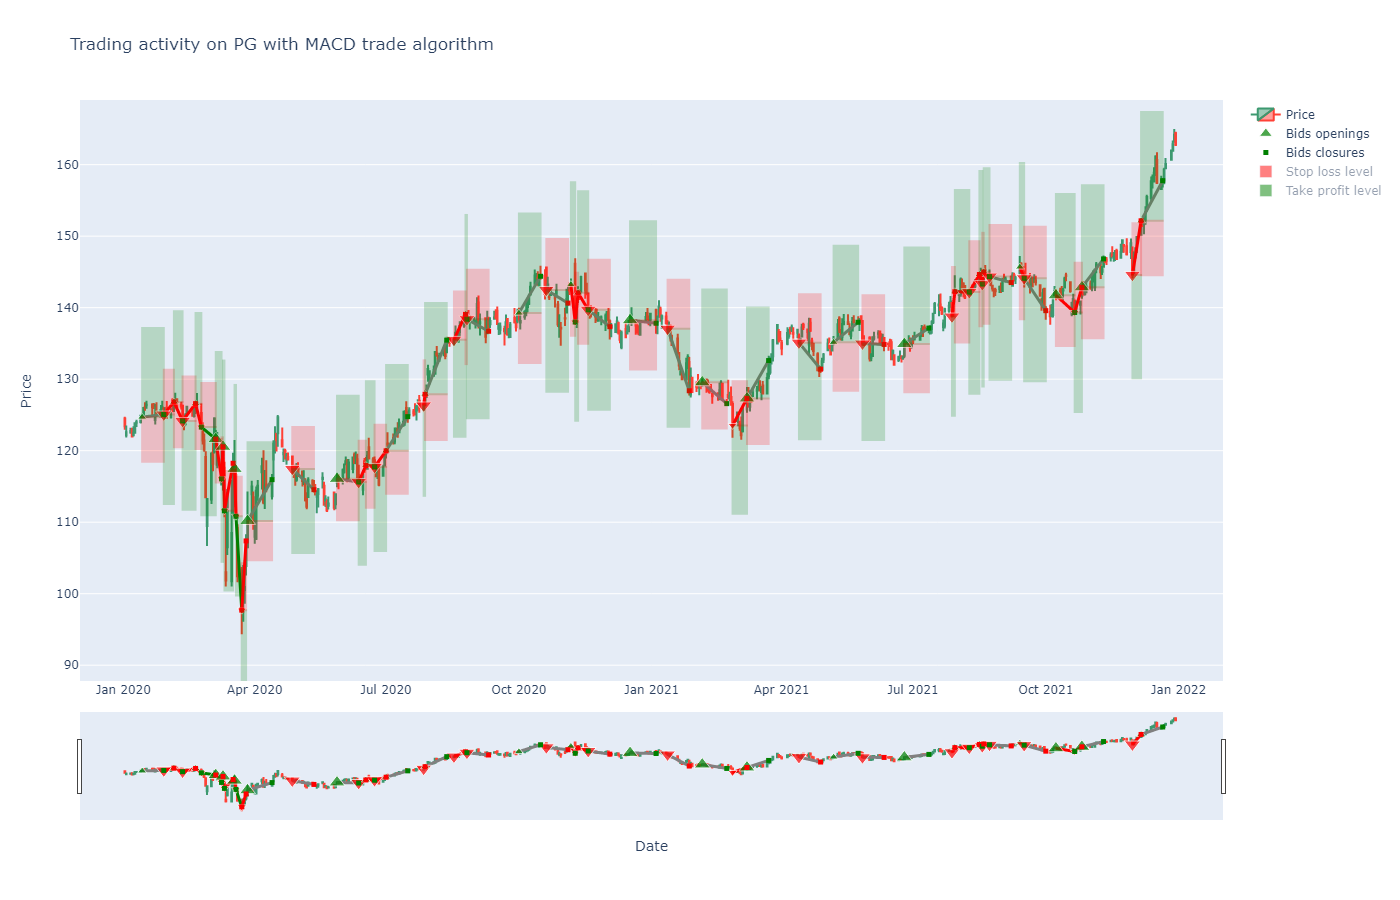 Trading activity on PG with MACD trade algorithm
Price
Bids openings
Bids closures
Stop loss level
Take profit level
160
150
140
130
120
110
100
90
Price
Jan 2020
Apr 2020
Jul 2020
Oct 2020
Jan 2021
Apr 2021
Jul 2021
Oct 2021
Jan 2022
Date